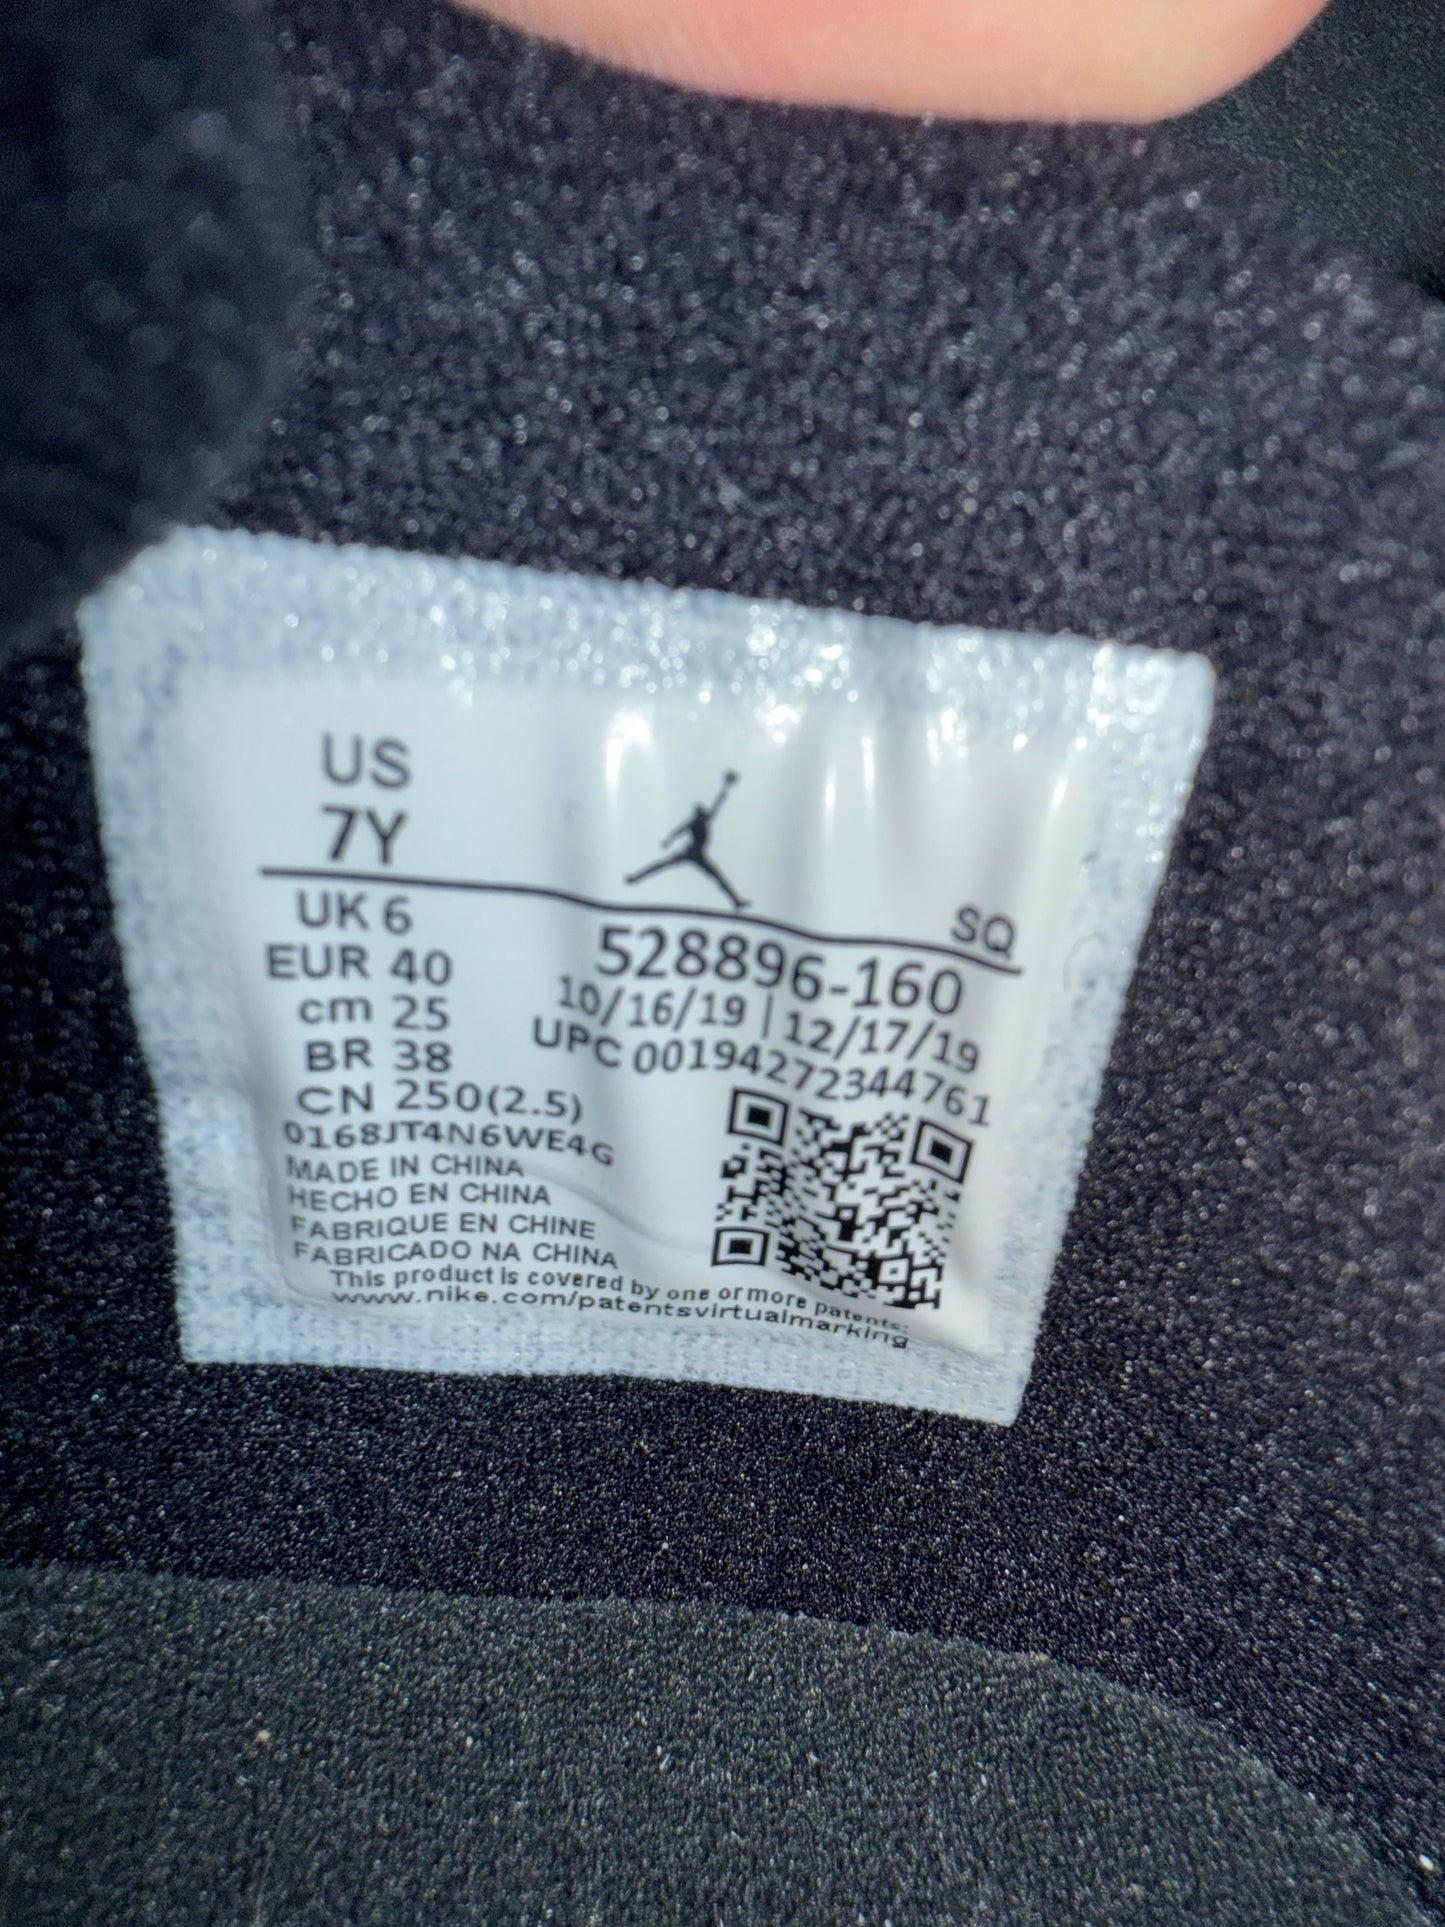 US
7Y
SQ
UK 6
EUR 40
cm 25
BR 38
CN 250(2.5)
528896-160
10/16/19 | 12/17/19
UPC 00194272344761
0168JT4N6WE4G
MADE IN CHINA
HECHO EN CHINA
FABRIQUE EN CHINE
FABRICADO NA CHINA
This product is covered by one or more patents:
www.nike.com/patentsvirtualmarking